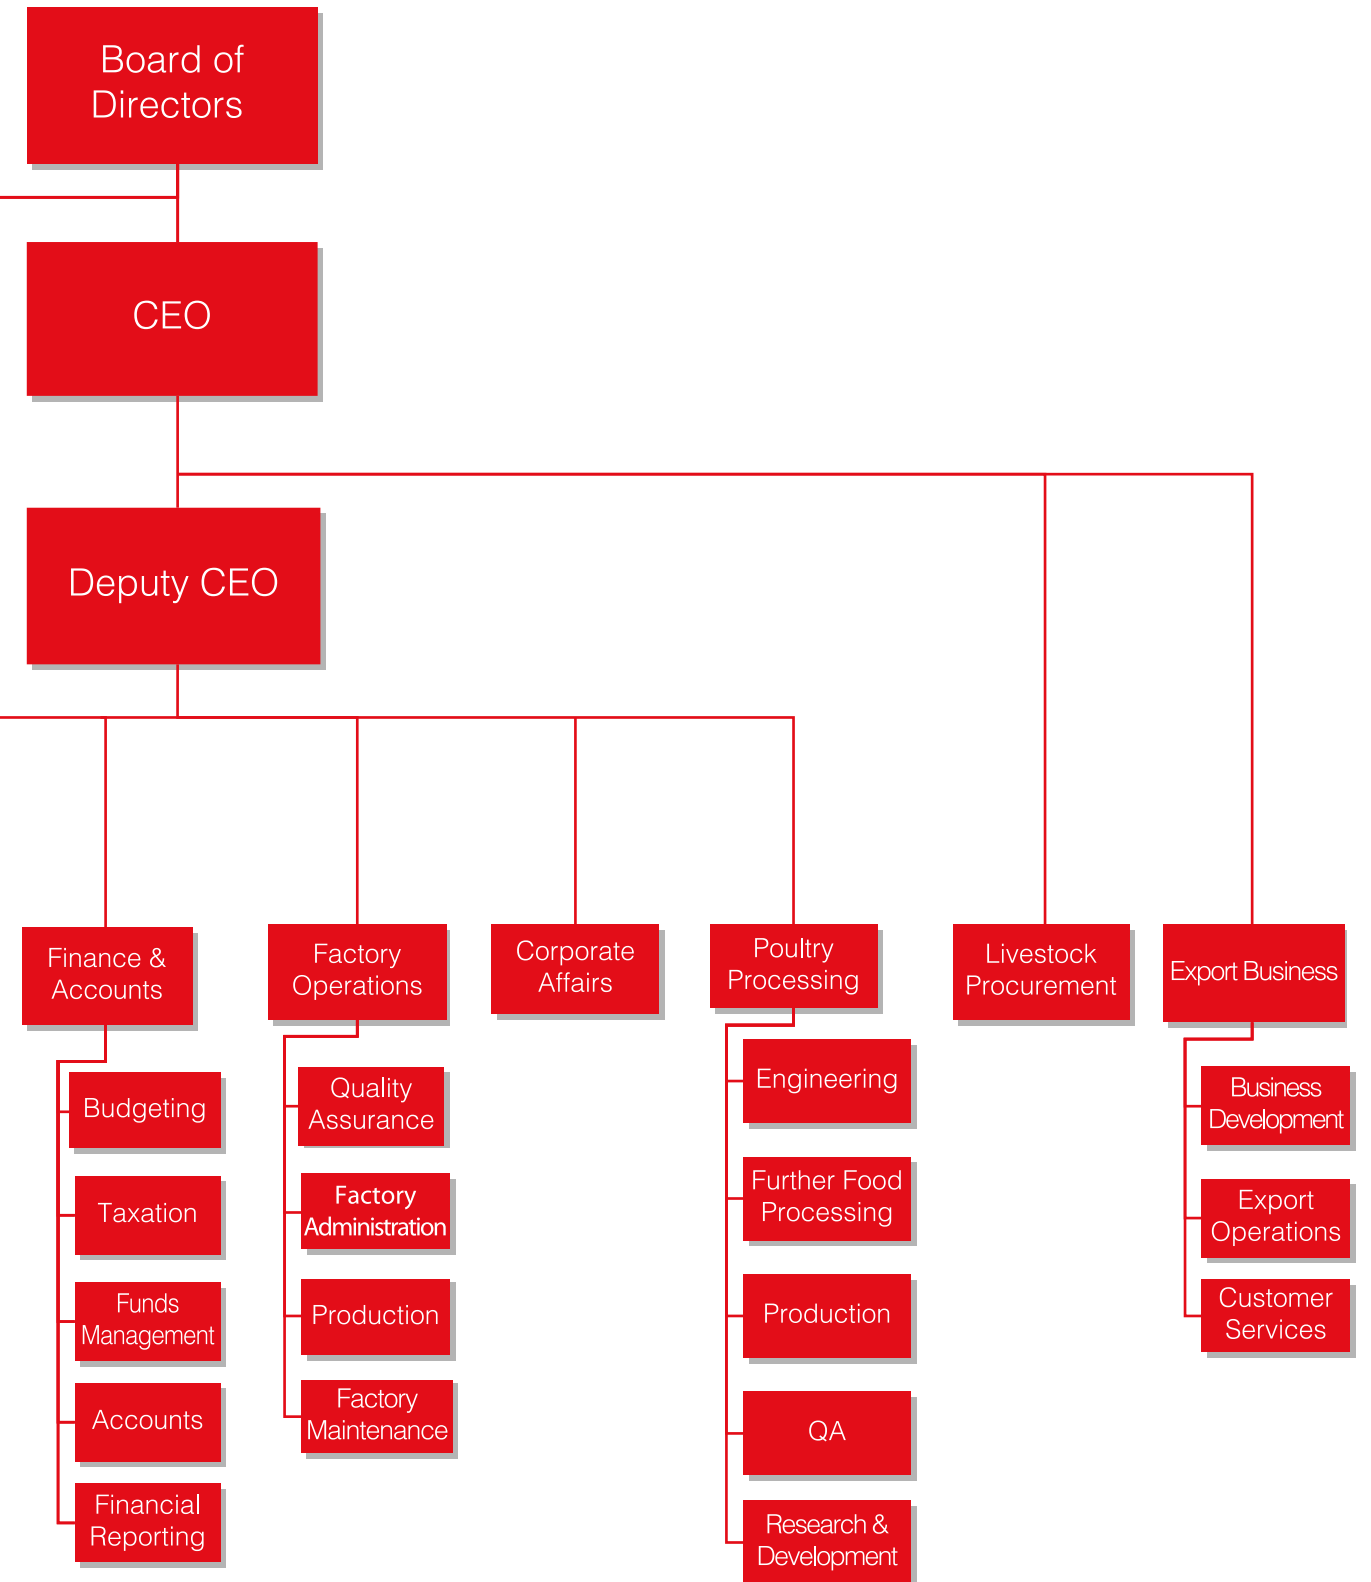 Board of
Directors
CEO
Deputy CEO
Finance &
Accounts
Budgeting
Taxation
Funds
Management
Accounts
Financial
Reporting
Factory
Operations
Quality
Assurance
Factory
Administration
Production
Factory
Maintenance
Corporate
Affairs
Poultry
Processing
Engineering
Further Food
Processing
Production
QA
Research &
Development
Livestock
Procurement
Export Business
Business
Development
Export
Operations
Customer
Services